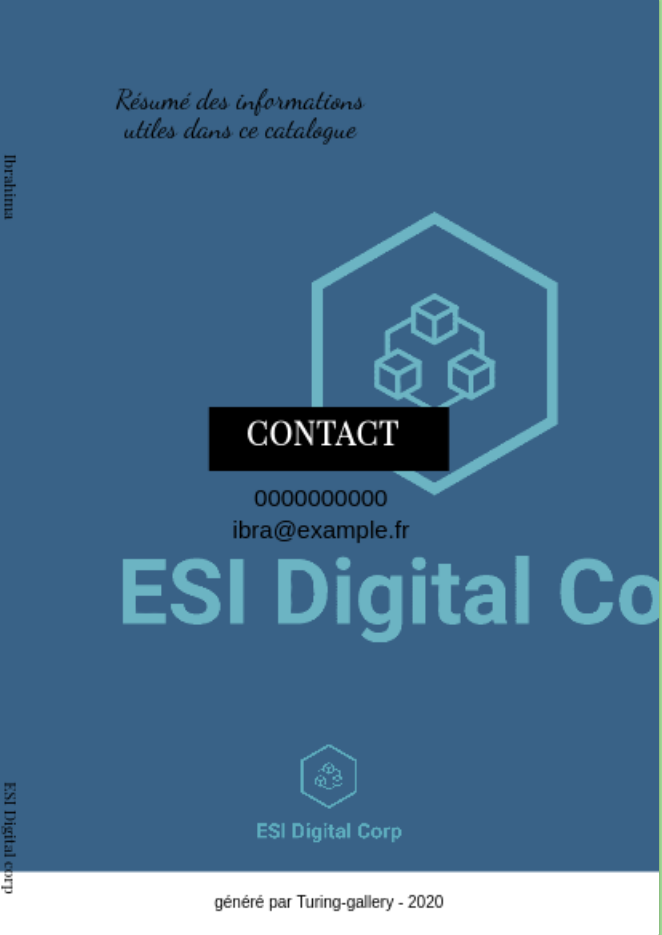 Résumé des informations
utiles dans ce catalogue
Ibrahima
CONTACT
0000000000
ibra@example.fr
ESI Digital Co
ESI Digital Corp
ESI Digital corp
généré par Turing-gallery - 2020